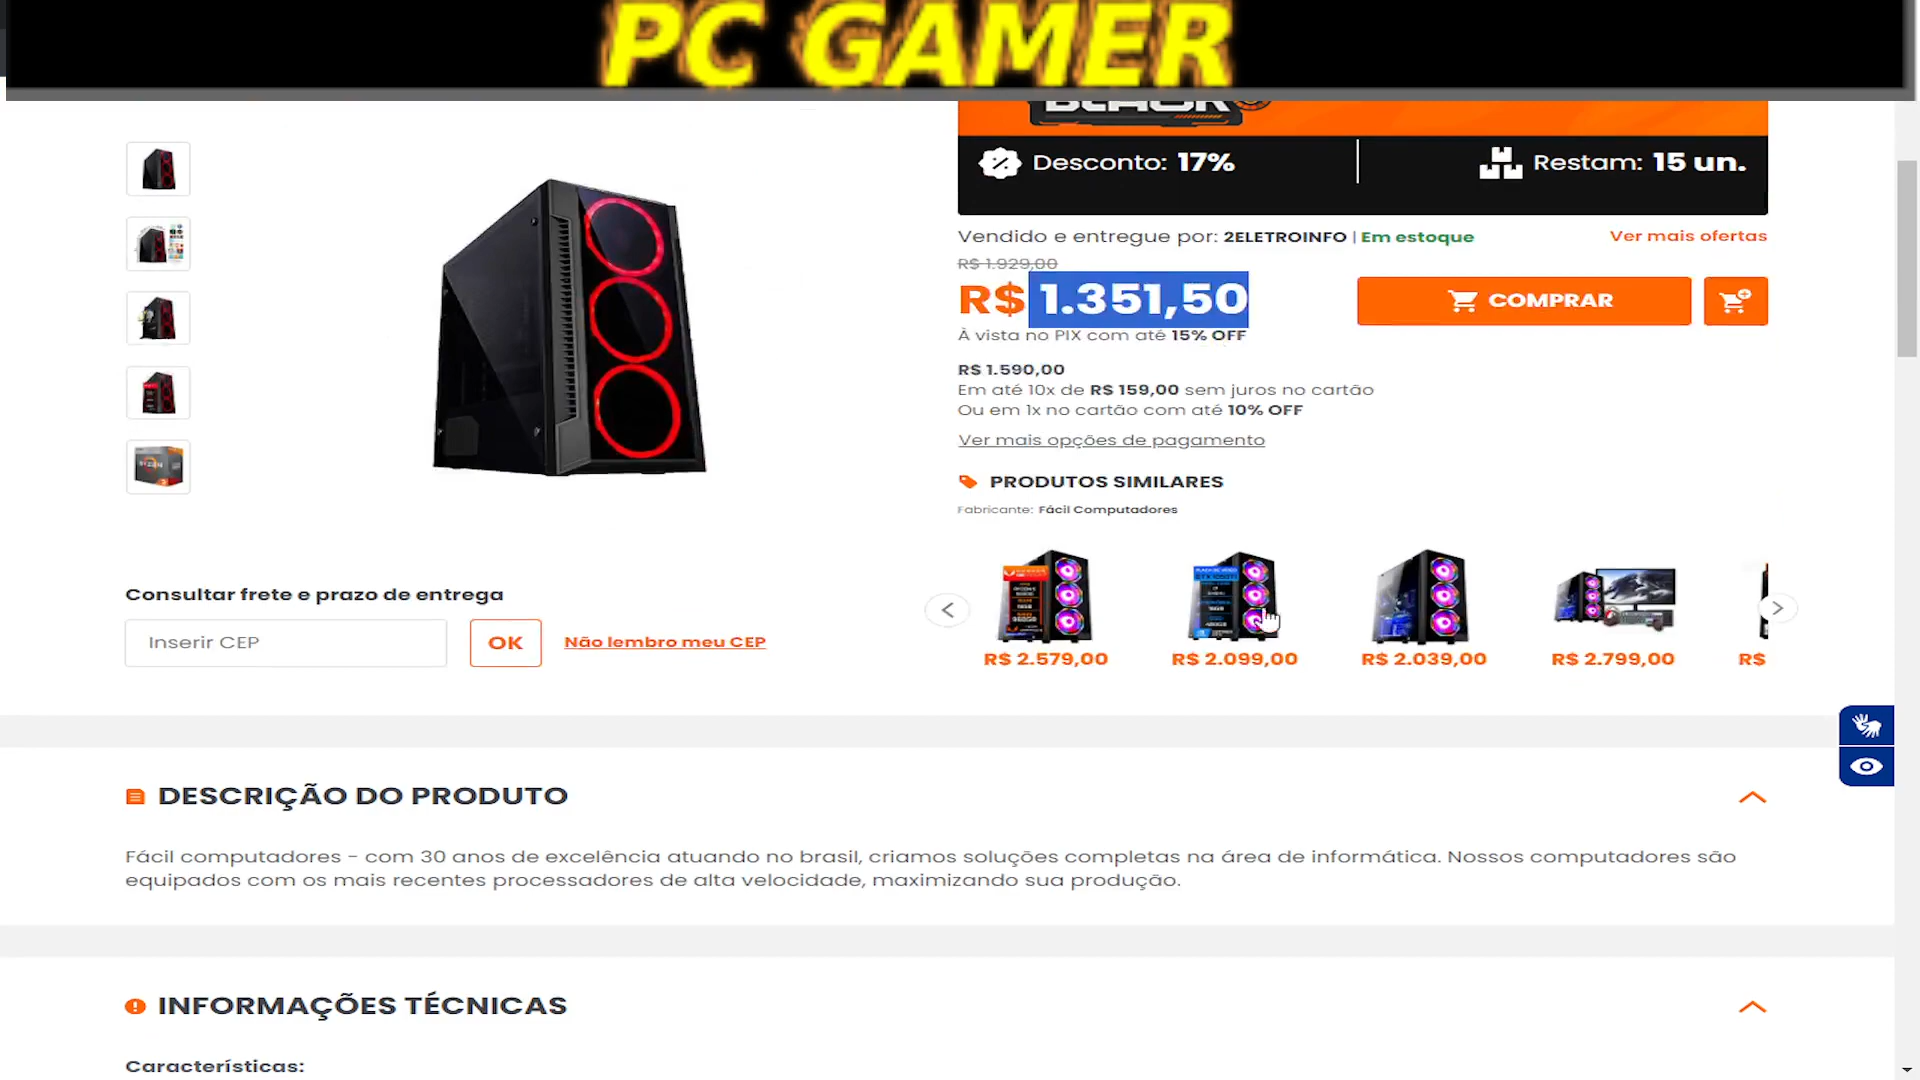 PC GAMER
BLACK
Desconto: 17%
Restam: 15 un.
Vendido e entregue por: 2ELETROINFO | Em estoque
Ver mais ofertas
R$ 1.929,00
R$ 1.351,50
COMPRAR
À vista no PIX com até 15% OFF
R$ 1.590,00
Em até 10x de R$ 159,00 sem juros no cartão
Ou em 1x no cartão com até 10% OFF
Ver mais opções de pagamento
PRODUTOS SIMILARES
Fabricante: Fácil Computadores
R$ 2.579,00
R$ 2.099,00
R$ 2.039,00
R$ 2.799,00
R$
Consultar frete e prazo de entrega
Inserir CEP
OK
Não lembro meu CEP
DESCRIÇÃO DO PRODUTO
Fácil computadores - com 30 anos de excelência atuando no brasil, criamos soluções completas na área de informática. Nossos computadores são
equipados com os mais recentes processadores de alta velocidade, maximizando sua produção.
INFORMAÇÕES TÉCNICAS
Características: